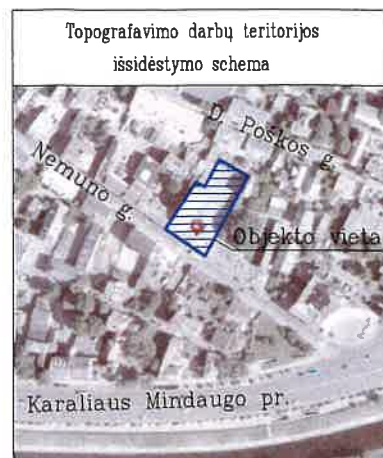 Topografavimo darbų teritorijos
išsidėstymo schema
D. Poškos g.
Nemuno g.
Objekto vieta
Karaliaus Mindaugo pr.